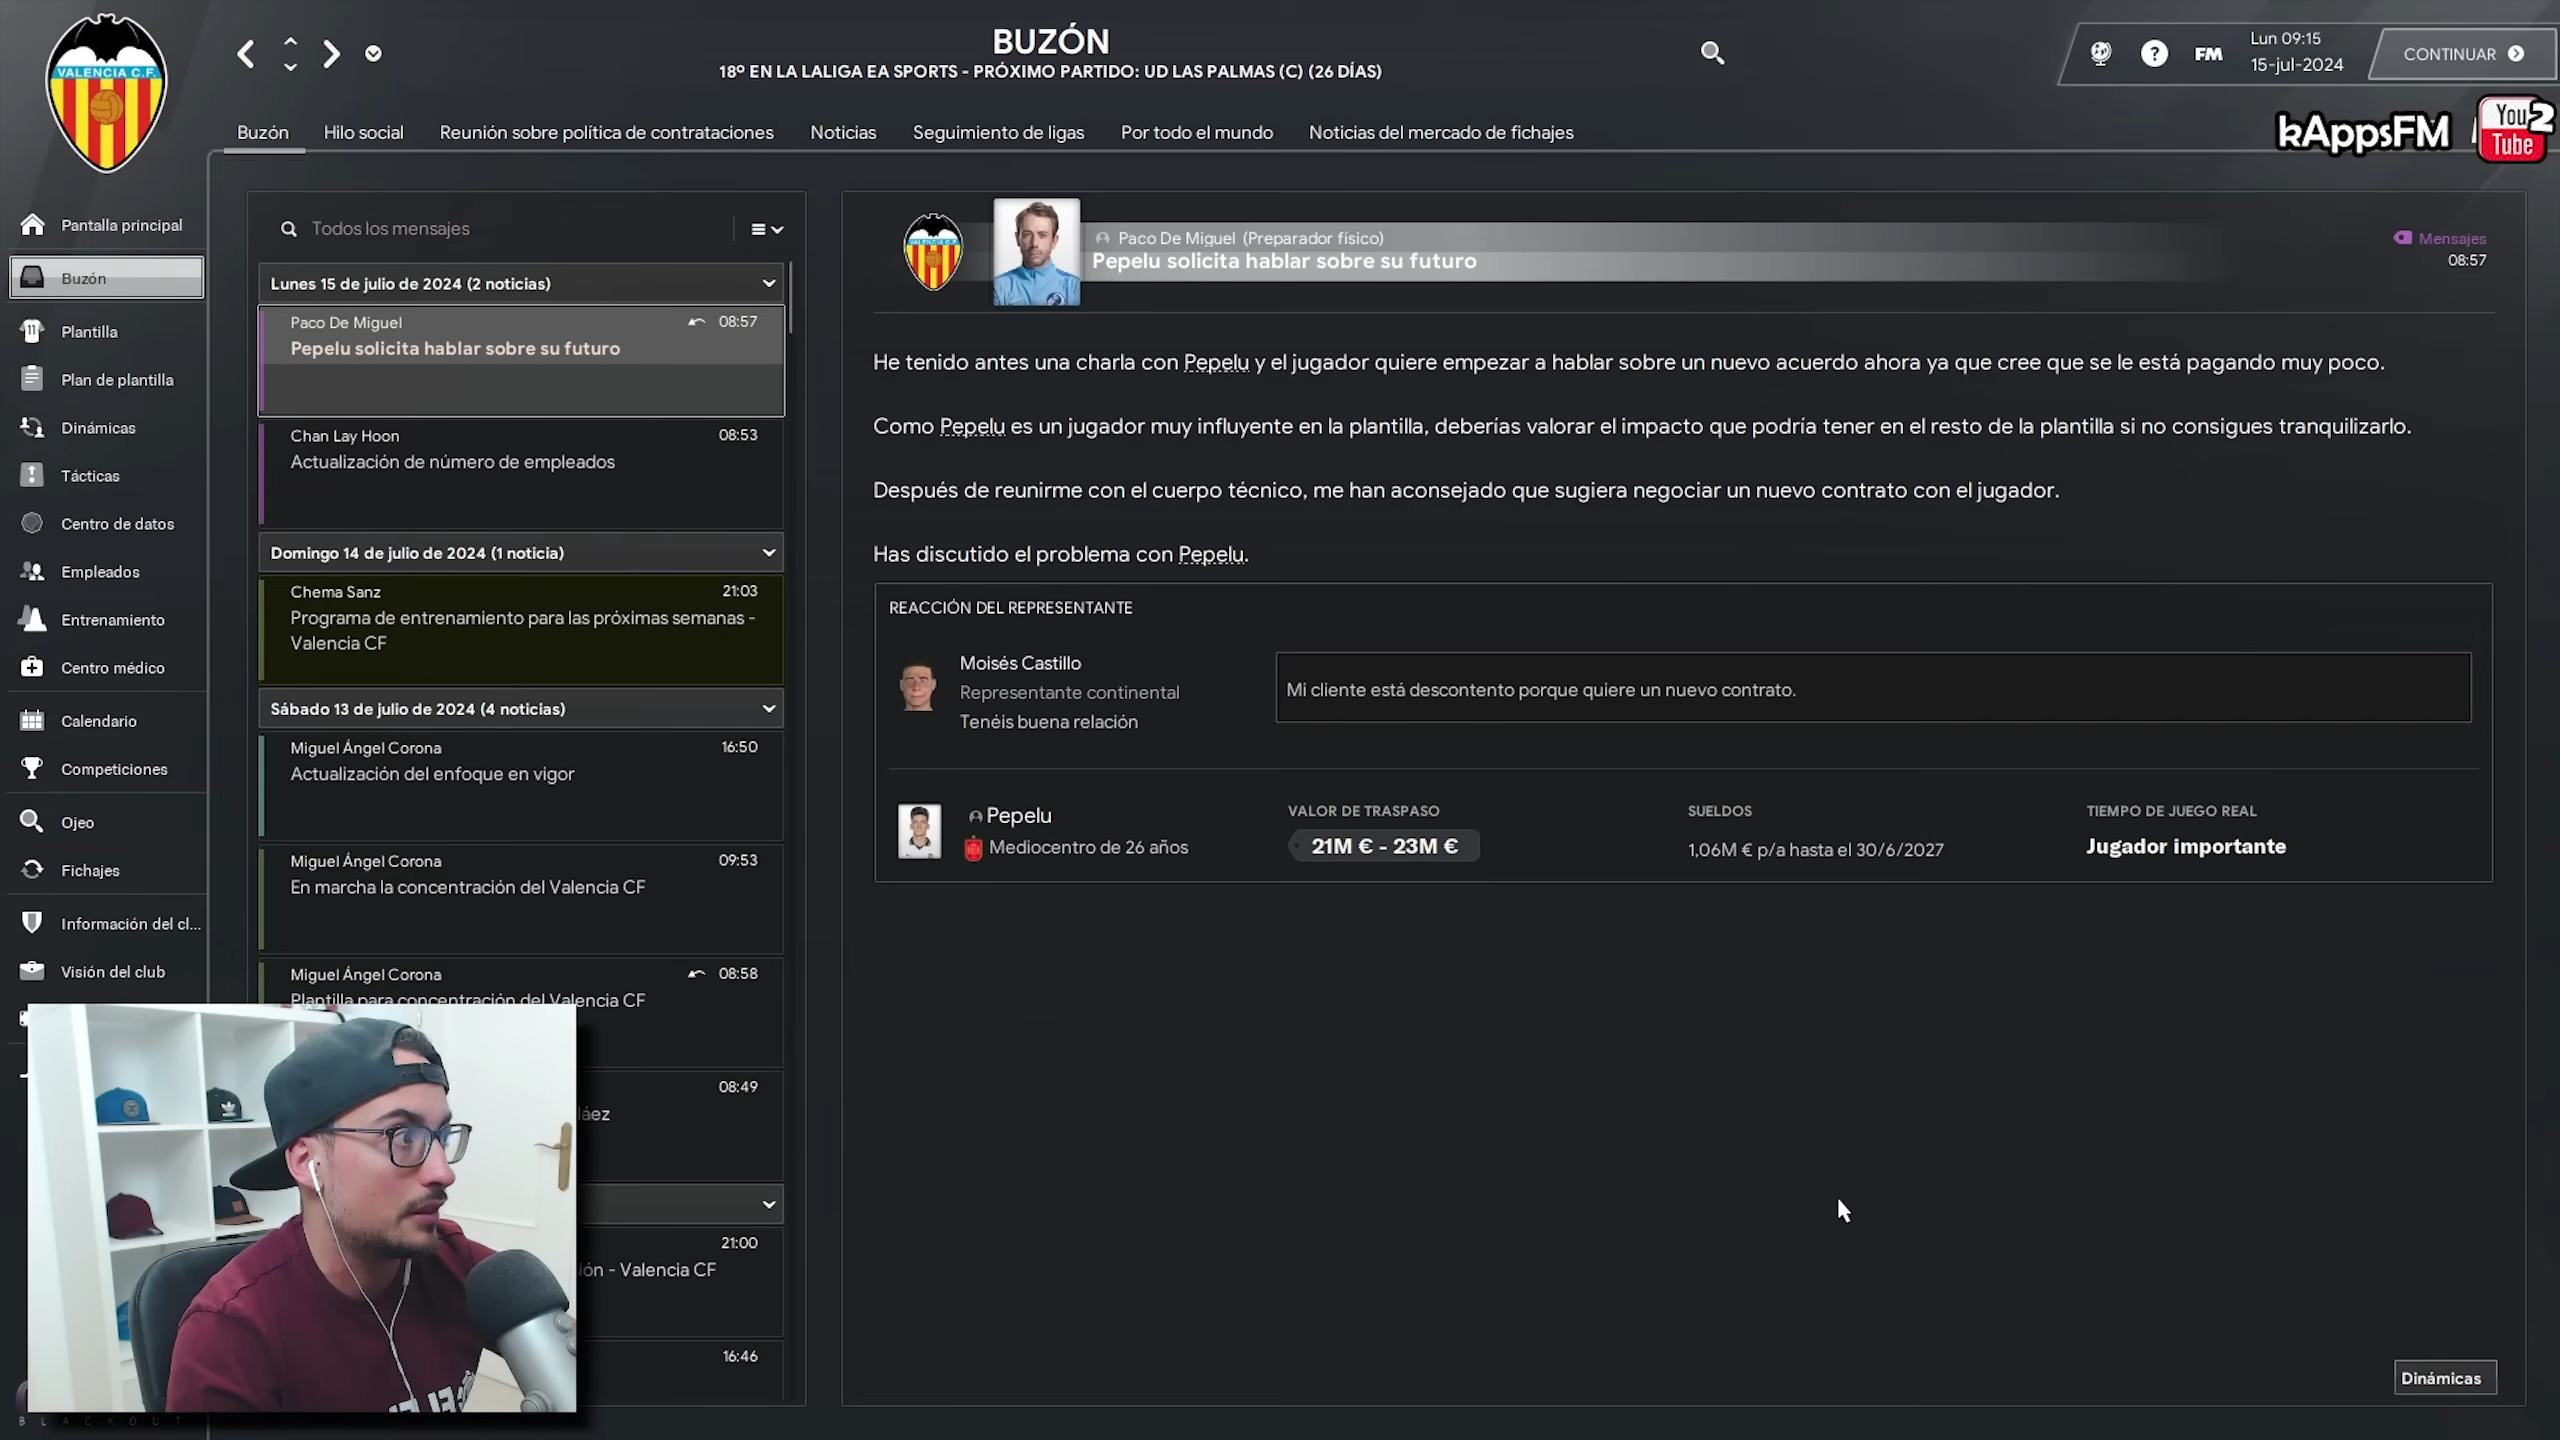 VALENCIA C.F.
BUZÓN
18º EN LA LALIGA EA SPORTS - PRÓXIMO PARTIDO: UD LAS PALMAS (C) (26 DÍAS)
FM
Lun 09:15
15-jul-2024
CONTINUAR
kAppsFM
You2
Tube
Buzón
Hilo social
Reunión sobre política de contrataciones
Noticias
Seguimiento de ligas
Por todo el mundo
Noticias del mercado de fichajes
Pantalla principal
Buzón
Plantilla
Plan de plantilla
Dinámicas
Tácticas
Centro de datos
Empleados
Entrenamiento
Centro médico
Calendario
Competiciones
Ojeo
Fichajes
Información del cl...
Visión del club
Todos los mensajes
Lunes 15 de julio de 2024 (2 noticias)
Paco De Miguel 08:57
Pepelu solicita hablar sobre su futuro
Chan Lay Hoon 08:53
Actualización de número de empleados
Domingo 14 de julio de 2024 (1 noticia)
Chema Sanz 21:03
Programa de entrenamiento para las próximas semanas -
Valencia CF
Sábado 13 de julio de 2024 (4 noticias)
Miguel Ángel Corona 16:50
Actualización del enfoque en vigor
Miguel Ángel Corona 09:53
En marcha la concentración del Valencia CF
Miguel Ángel Corona 08:58
Plantilla para concentración del Valencia CF
08:49
áez
21:00
ión - Valencia CF
16:46
Paco De Miguel (Preparador físico)
Pepelu solicita hablar sobre su futuro
Mensajes
08:57
He tenido antes una charla con Pepelu y el jugador quiere empezar a hablar sobre un nuevo acuerdo ahora ya que cree que se le está pagando muy poco.
Como Pepelu es un jugador muy influyente en la plantilla, deberías valorar el impacto que podría tener en el resto de la plantilla si no consigues tranquilizarlo.
Después de reunirme con el cuerpo técnico, me han aconsejado que sugiera negociar un nuevo contrato con el jugador.
Has discutido el problema con Pepelu.
REACCIÓN DEL REPRESENTANTE
Moisés Castillo
Representante continental
Tenéis buena relación
Mi cliente está descontento porque quiere un nuevo contrato.
Pepelu
Mediocentro de 26 años
VALOR DE TRASPASO
21M € - 23M €
SUELDOS
1,06M € p/a hasta el 30/6/2027
TIEMPO DE JUEGO REAL
Jugador importante
Dinámicas
BLACKOUT